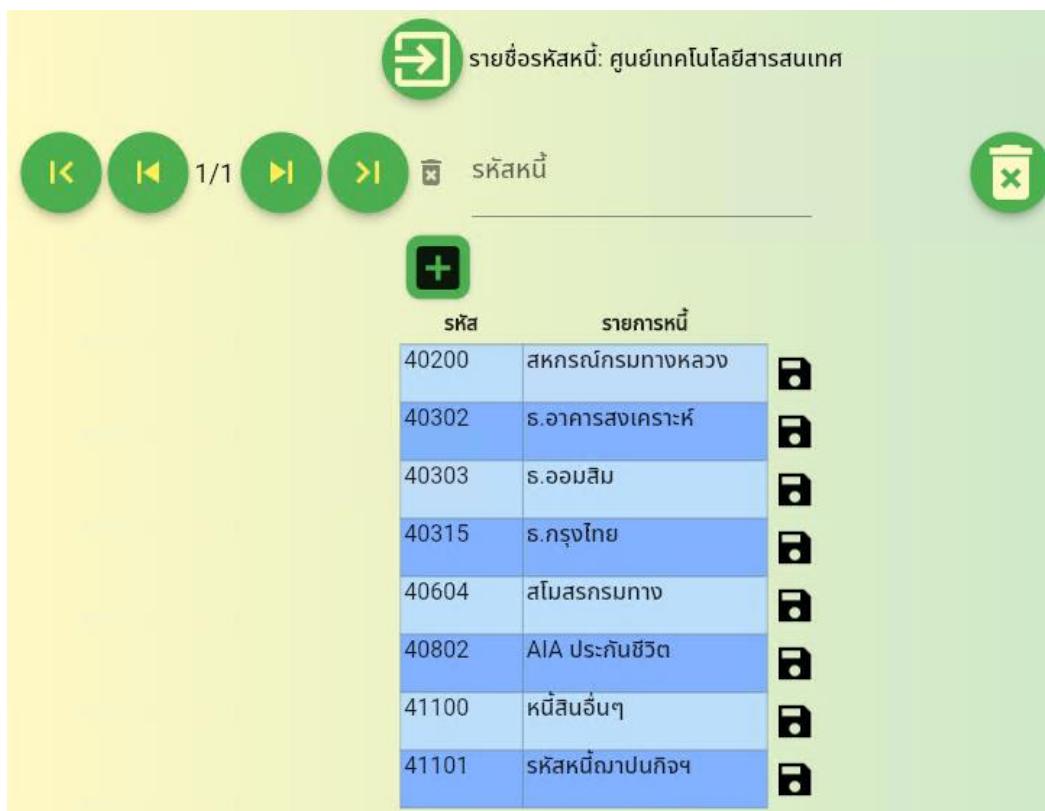 รายชื่อรหัสหนี้: ศูนย์เทคโนโลยีสารสนเทศ
1/1 รหัสหนี้
รหัส รายการหนี้
40200 สหกรณ์กรมทางหลวง
40302 ธ.อาคารสงเคราะห์
40303 ธ.ออมสิน
40315 ธ.กรุงไทย
40604 สโมสรกรมทาง
40802 AIA ประกันชีวิต
41100 หนี้สินอื่นๆ
41101 รหัสหนี้ฌาปนกิจฯ